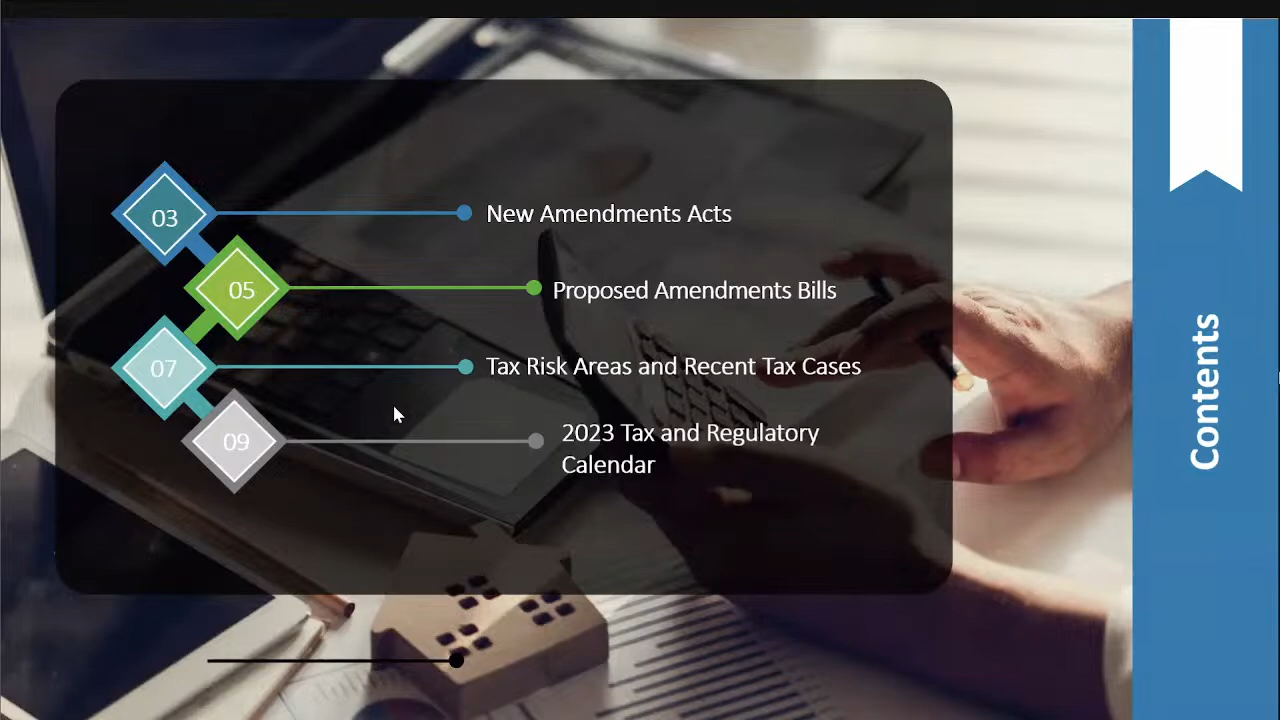 03
New Amendments Acts
05
Proposed Amendments Bills
07
Tax Risk Areas and Recent Tax Cases
09
2023 Tax and Regulatory
Calendar
Contents